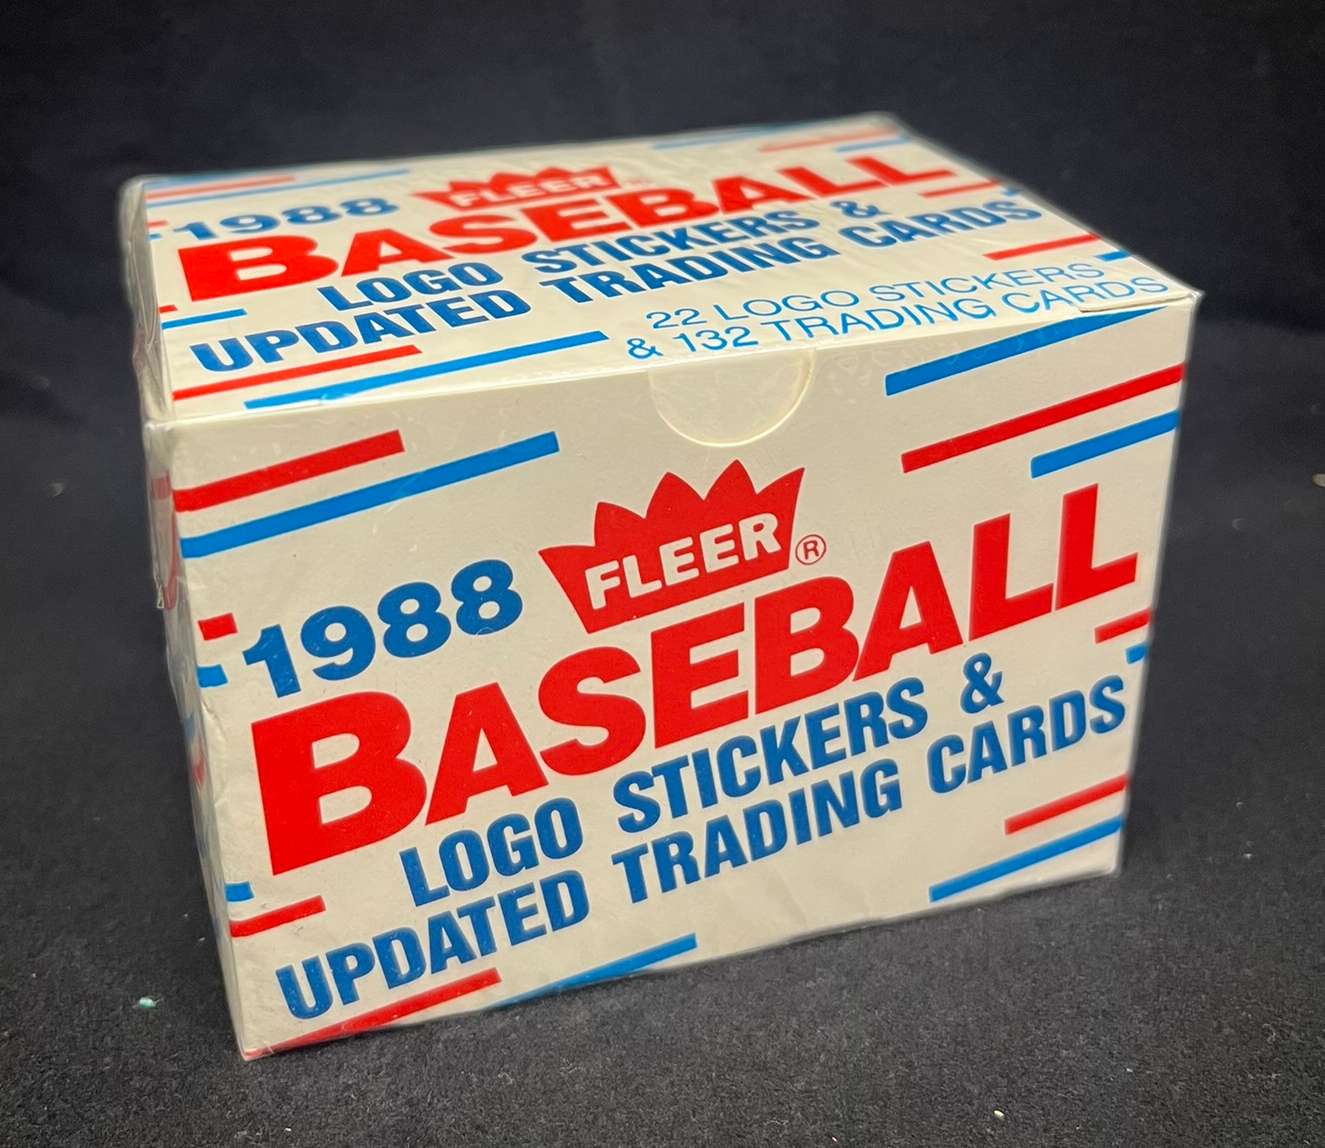 1988 FLEER
BASEBALL
LOGO STICKERS &
UPDATED TRADING CARDS
22 LOGO STICKERS
& 132 TRADING CARDS
1988 FLEER ®
BASEBALL
LOGO STICKERS &
UPDATED TRADING CARDS